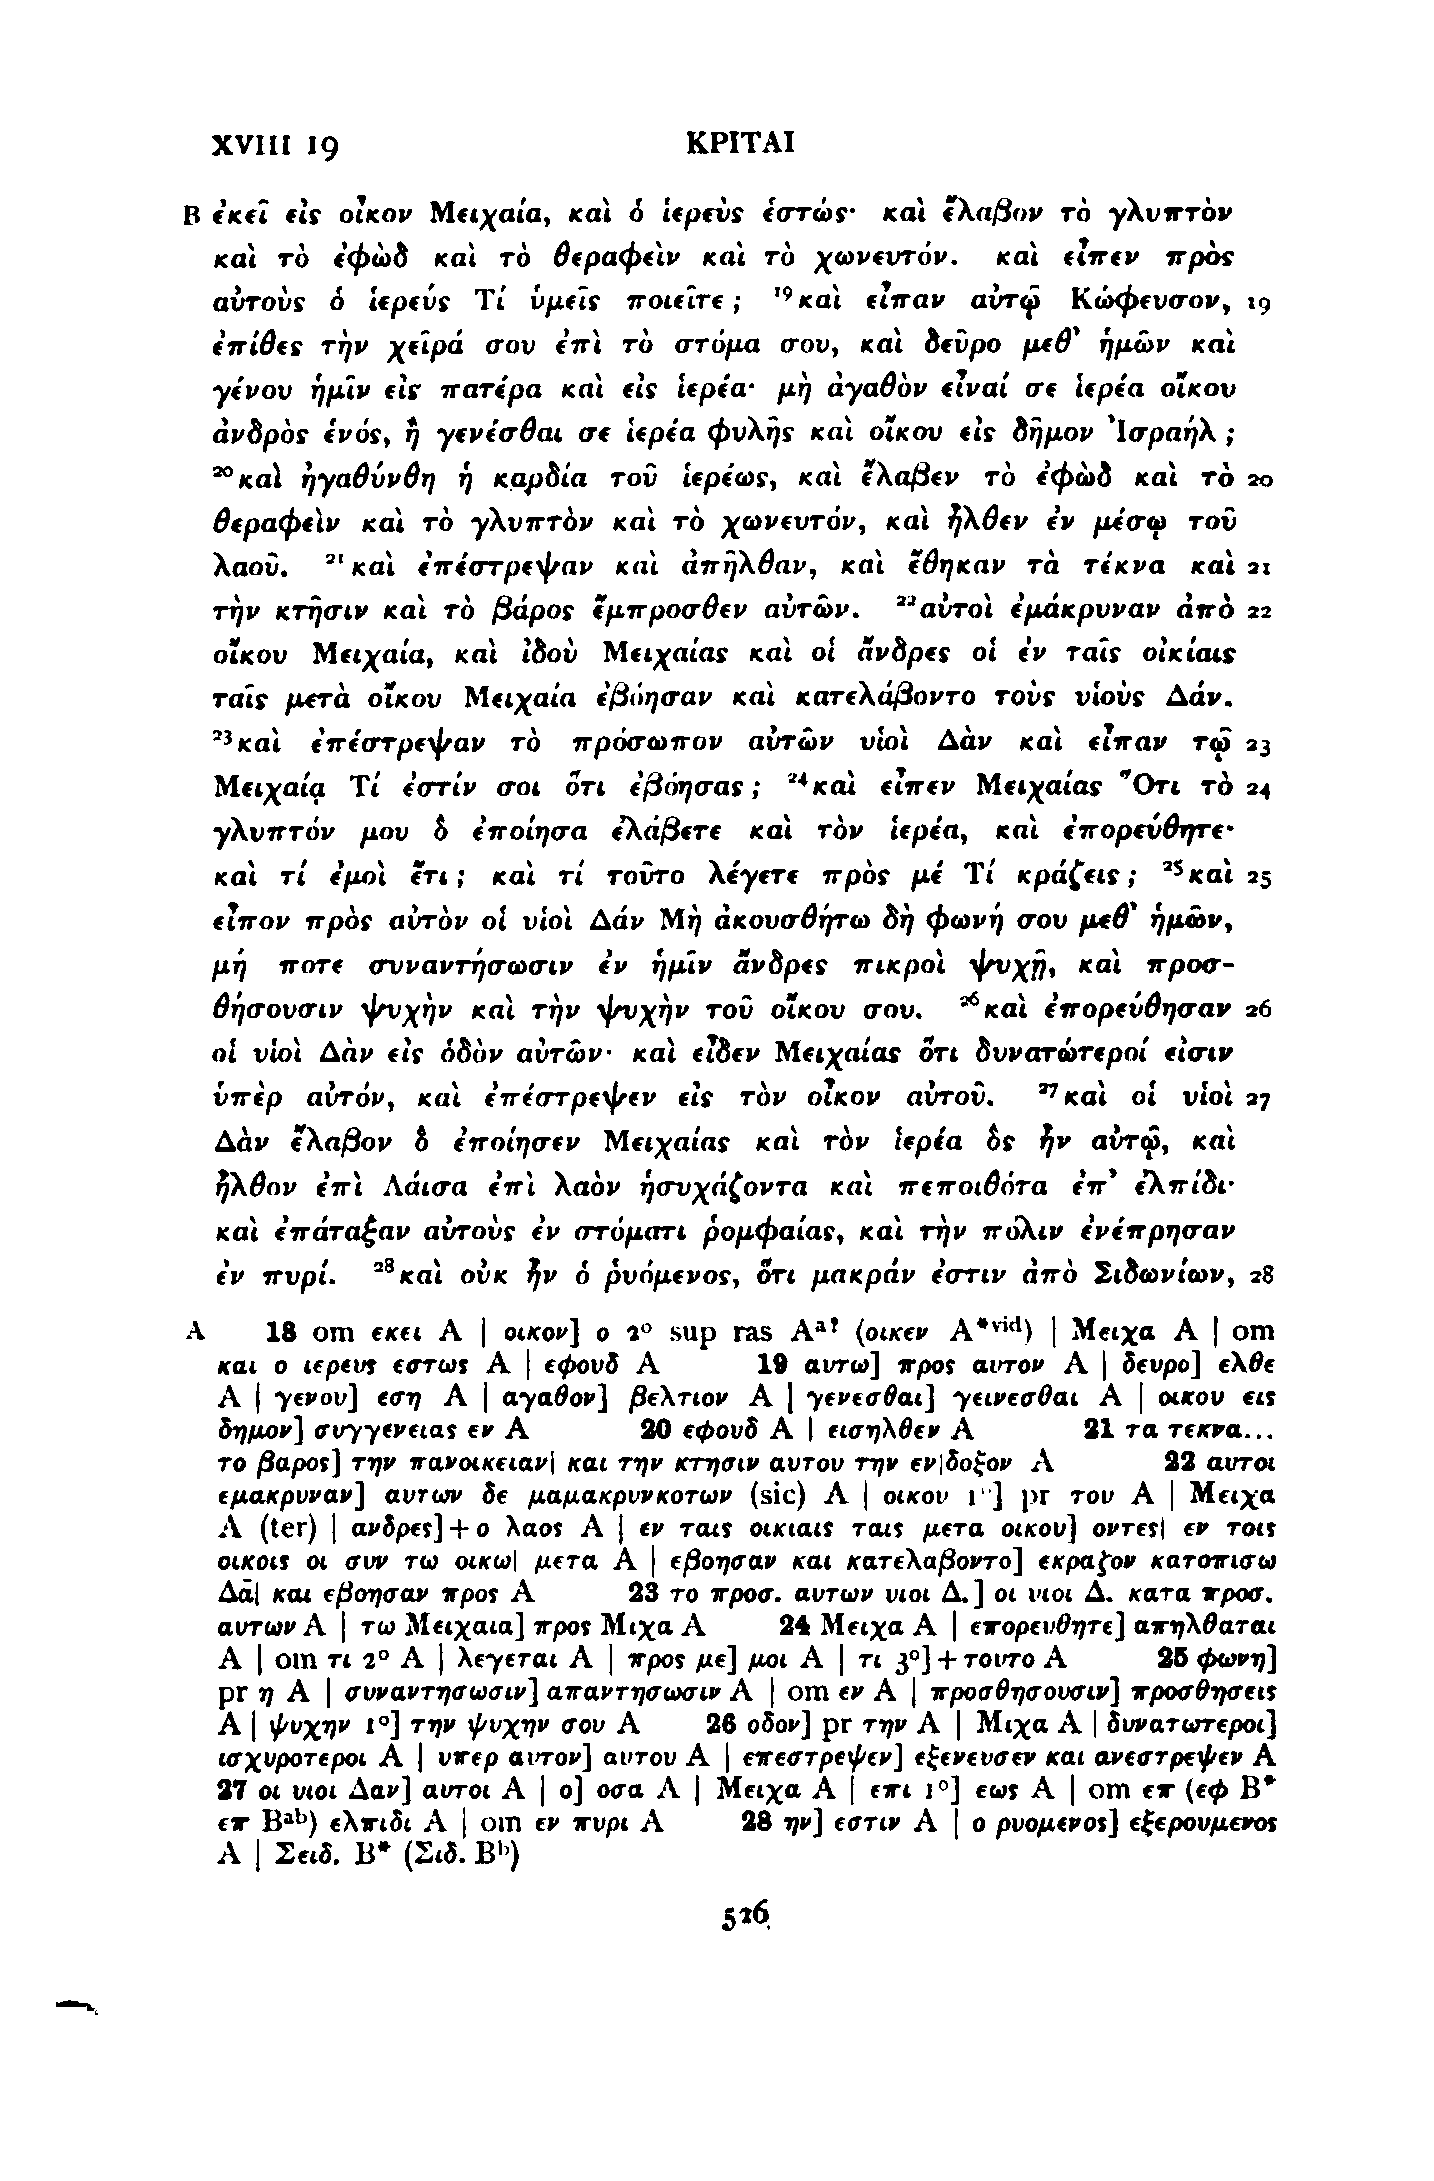 XVIII 19 ΚΡΙΤΑΙ
B ἐκεῖ εἰς οἶκον Μειχαία, καὶ ὁ ἱερεὺς ἑστώς· καὶ ἔλαβον τὸ γλυπτὸν
καὶ τὸ ἐφὼδ καὶ τὸ θεραφεὶν καὶ τὸ χωνευτόν. καὶ εἶπεν πρὸς
αὐτοὺς ὁ ἱερεύς Τί ὑμεῖς ποιεῖτε; ¹⁹καὶ εἶπαν αὐτῷ Κώφευσον, 19
ἐπίθες τὴν χεῖρά σου ἐπὶ τὸ στόμα σου, καὶ δεῦρο μεθ᾽ ἡμῶν καὶ
γένου ἡμῖν εἰς πατέρα καὶ εἰς ἱερέα· μὴ ἀγαθὸν εἶναί σε ἱερέα οἴκου
ἀνδρὸς ἑνός, ἢ γενέσθαι σε ἱερέα φυλῆς καὶ οἴκου εἰς δῆμον Ἰσραήλ;
²⁰καὶ ἠγαθύνθη ἡ καρδία τοῦ ἱερέως, καὶ ἔλαβεν τὸ ἐφὼδ καὶ τὸ 20
θεραφεὶν καὶ τὸ γλυπτὸν καὶ τὸ χωνευτόν, καὶ ἦλθεν ἐν μέσῳ τοῦ
λαοῦ. ²¹καὶ ἐπέστρεψαν καὶ ἀπῆλθαν, καὶ ἔθηκαν τὰ τέκνα καὶ 21
τὴν κτῆσιν καὶ τὸ βάρος ἔμπροσθεν αὐτῶν. ²²αὐτοὶ ἐμάκρυναν ἀπὸ 22
οἴκου Μειχαία, καὶ ἰδοὺ Μειχαίας καὶ οἱ ἄνδρες οἱ ἐν ταῖς οἰκίαις
ταῖς μετὰ οἴκου Μειχαία ἐβόησαν καὶ κατελάβοντο τοὺς υἱοὺς Δάν.
²³καὶ ἐπέστρεψαν τὸ πρόσωπον αὐτῶν υἱοὶ Δὰν καὶ εἶπαν τῷ 23
Μειχαίᾳ Τί ἐστίν σοι ὅτι ἐβόησας; ²⁴καὶ εἶπεν Μειχαίας Ὅτι τὸ 24
γλυπτόν μου ὃ ἐποίησα ἐλάβετε καὶ τὸν ἱερέα, καὶ ἐπορεύθητε·
καὶ τί ἐμοὶ ἔτι; καὶ τί τοῦτο λέγετε πρὸς μέ Τί κράζεις; ²⁵καὶ 25
εἶπον πρὸς αὐτὸν οἱ υἱοὶ Δάν Μὴ ἀκουσθήτω δὴ φωνή σου μεθ᾽ ἡμῶν,
μή ποτε συναντήσωσιν ἐν ἡμῖν ἄνδρες πικροὶ ψυχῇ, καὶ προσ-
θήσουσιν ψυχὴν καὶ τὴν ψυχὴν τοῦ οἴκου σου. ²⁶καὶ ἐπορεύθησαν 26
οἱ υἱοὶ Δὰν εἰς ὁδὸν αὐτῶν· καὶ εἶδεν Μειχαίας ὅτι δυνατώτεροί εἰσιν
ὑπὲρ αὐτόν, καὶ ἐπέστρεψεν εἰς τὸν οἶκον αὐτοῦ. ²⁷καὶ οἱ υἱοὶ 27
Δὰν ἔλαβον ὃ ἐποίησεν Μειχαίας καὶ τὸν ἱερέα ὃς ἦν αὐτῷ, καὶ
ἦλθον ἐπὶ Λάισα ἐπὶ λαὸν ἡσυχάζοντα καὶ πεποιθότα ἐπ᾽ ἐλπίδι·
καὶ ἐπάταξαν αὐτοὺς ἐν στόματι ῥομφαίας, καὶ τὴν πόλιν ἐνέπρησαν
ἐν πυρί. ²⁸καὶ οὐκ ἦν ὁ ῥυόμενος, ὅτι μακράν ἐστιν ἀπὸ Σιδωνίων, 28
A 18 om εκει A | οικον] ο 2º sup ras Aᵃ? (οικεν A*ᵛⁱᵈ) | Μειχα A | om
και ο ιερευς εστως A | εφουδ A 19 αυτω] προς αυτον A | δευρο] ελθε
A | γενου] εση A | αγαθον] βελτιον A | γενεσθαι] γεινεσθαι A | οικου εις
δημον] συγγενειας εν A 20 εφουδ A | εισηλθεν A 21 τα τεκνα...
το βαρος] την πανοικειαν| και την κτησιν αυτου την εν|δοξον A 22 αυτοι
εμακρυναν] αυτων δε μαμακρυνκοτων (sic) A | οικου 1º] pr του A | Μειχα
A (ter) | ανδρες]+ο λαος A | εν ταις οικιαις ταις μετα οικου] οντες| εν τοις
οικοις οι συν τω οικω| μετα A | εβοησαν και κατελαβοντο] εκραζον κατοπισω
Δα̅| και εβοησαν προς A 23 το προσ. αυτων υιοι Δ.] οι υιοι Δ. κατα προσ.
αυτων A | τω Μειχαια] προς Μιχα A 24 Μειχα A | επορευθητε] απηλθαται
A | om τι 2º A | λεγεται A | προς με] μοι A | τι 3º]+τουτο A 25 φωνη]
pr η A | συναντησωσιν] απαντησωσιν A | om εν A | προσθησουσιν] προσθησεις
A | ψυχην 1º] την ψυχην σου A 26 οδον] pr την A | Μιχα A | δυνατωτεροι]
ισχυροτεροι A | υπερ αυτον] αυτου A | επεστρεψεν] εξενευσεν και ανεστρεψεν A
27 οι υιοι Δαν] αυτοι A | ο] οσα A | Μειχα A | επι 1º] εως A | om επ (εφ B*
επ Bᵃᵇ) ελπιδι A | om εν πυρι A 28 ην] εστιν A | ο ρυομενος] εξερουμενος
A | Σειδ. B* (Σιδ. Bᵇ)
526